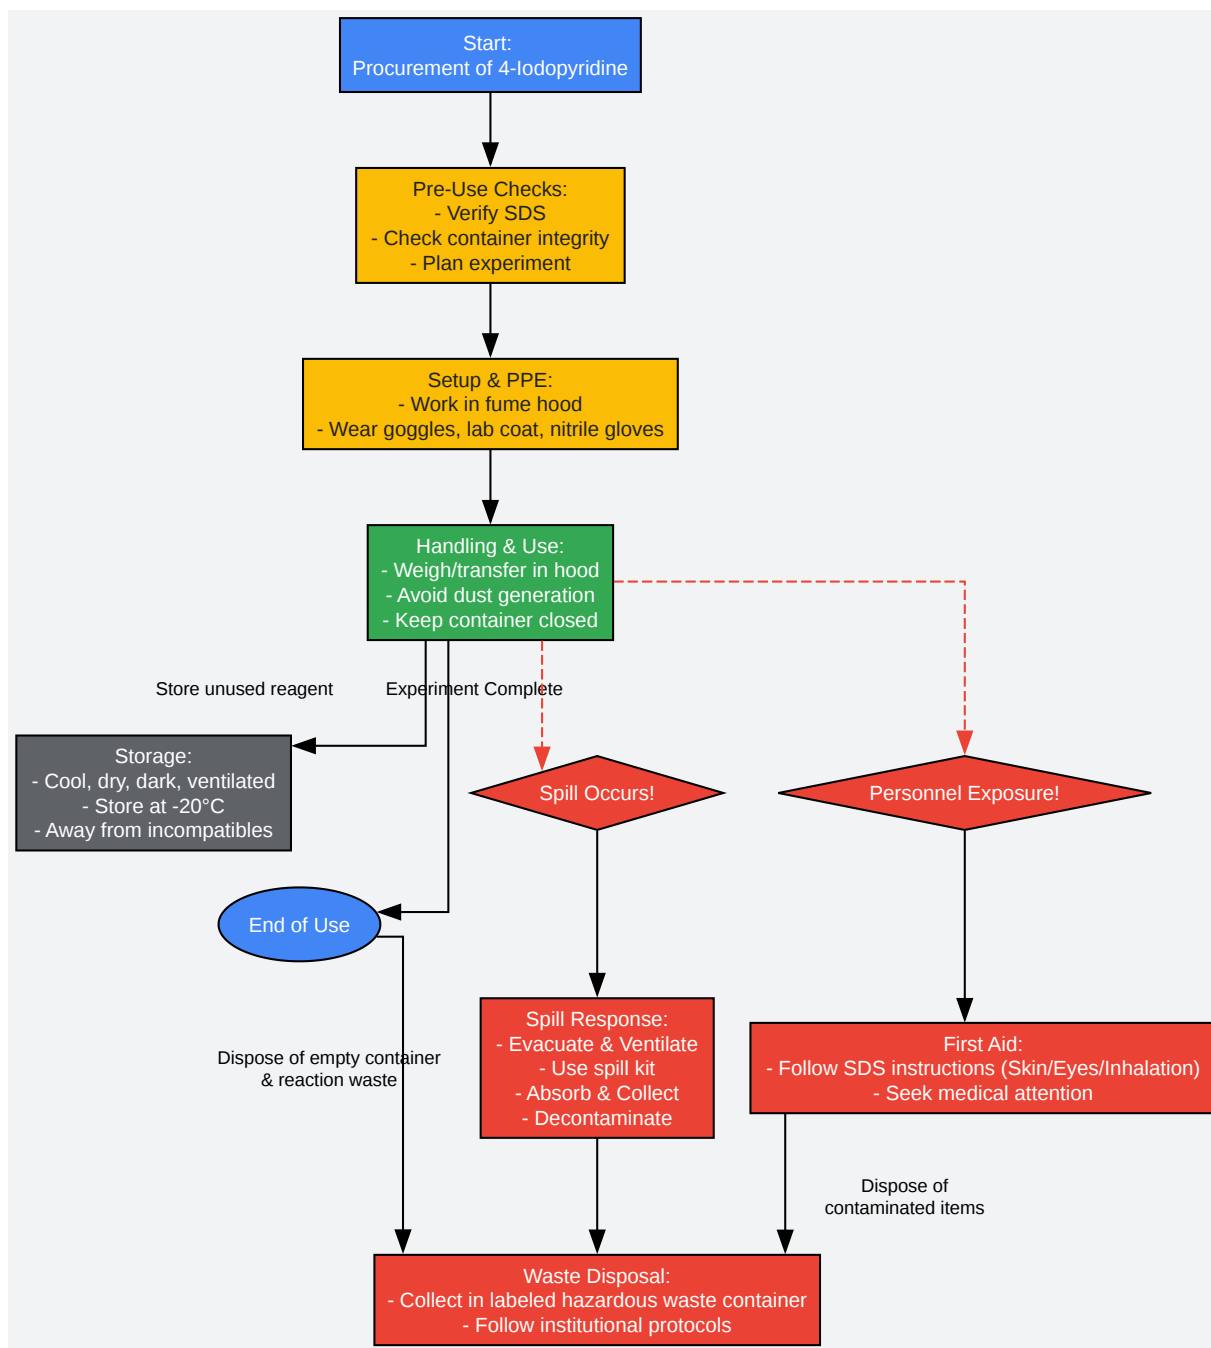 Start:
Procurement of 4-Iodopyridine
Pre-Use Checks:
- Verify SDS
- Check container integrity
- Plan experiment
Setup & PPE:
- Work in fume hood
- Wear goggles, lab coat, nitrile gloves
Handling & Use:
- Weigh/transfer in hood
- Avoid dust generation
- Keep container closed
Store unused reagent
Experiment Complete
Storage:
- Cool, dry, dark, ventilated
- Store at -20°C
- Away from incompatibles
Spill Occurs!
Personnel Exposure!
End of Use
Spill Response:
- Evacuate & Ventilate
- Use spill kit
- Absorb & Collect
- Decontaminate
First Aid:
- Follow SDS instructions (Skin/Eyes/Inhalation)
- Seek medical attention
Dispose of empty container
& reaction waste
Dispose of
contaminated items
Waste Disposal:
- Collect in labeled hazardous waste container
- Follow institutional protocols